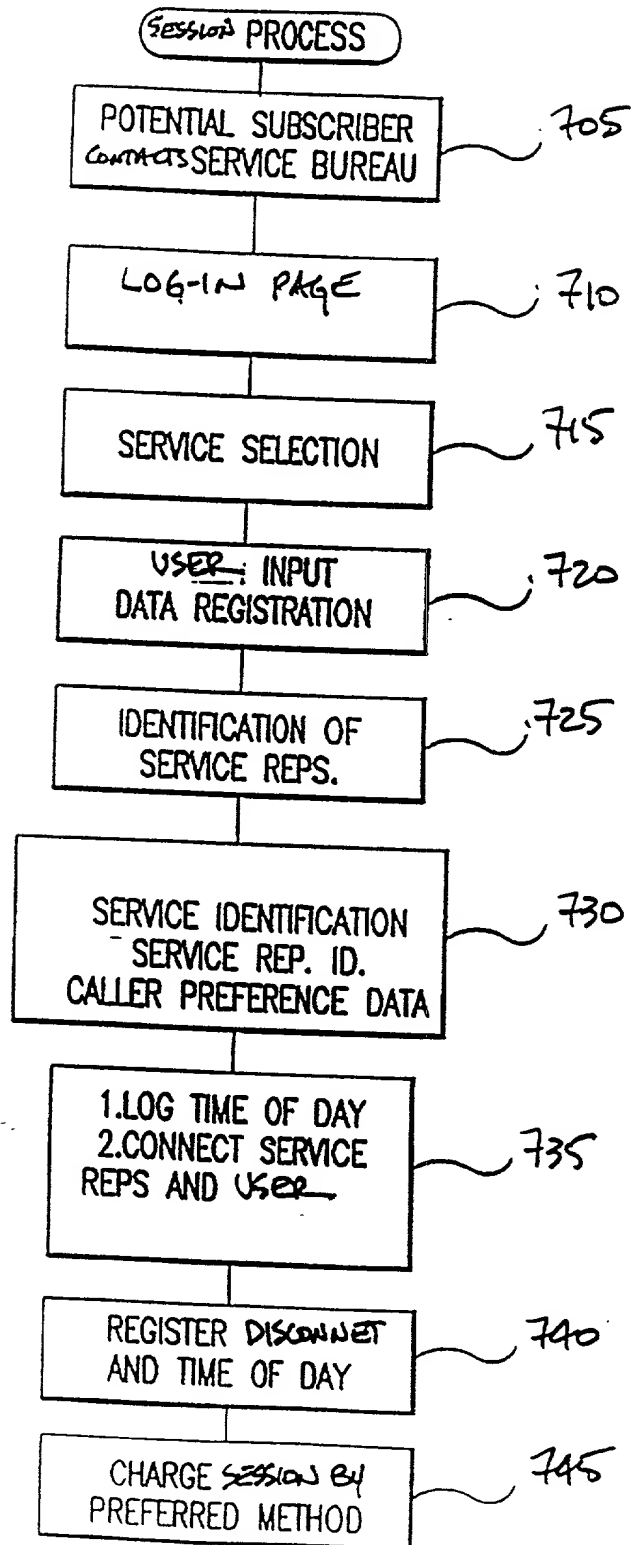 SESSION PROCESS
POTENTIAL SUBSCRIBER
CONTACTS SERVICE BUREAU
705
LOG-IN PAGE
710
SERVICE SELECTION
715
USER INPUT
DATA REGISTRATION
720
IDENTIFICATION OF
SERVICE REPS.
725
SERVICE IDENTIFICATION
SERVICE REP. ID.
CALLER PREFERENCE DATA
730
1.LOG TIME OF DAY
2.CONNECT SERVICE
REPS AND USER
735
REGISTER DISCONNET
AND TIME OF DAY
740
CHARGE SESSION BY
PREFERRED METHOD
745